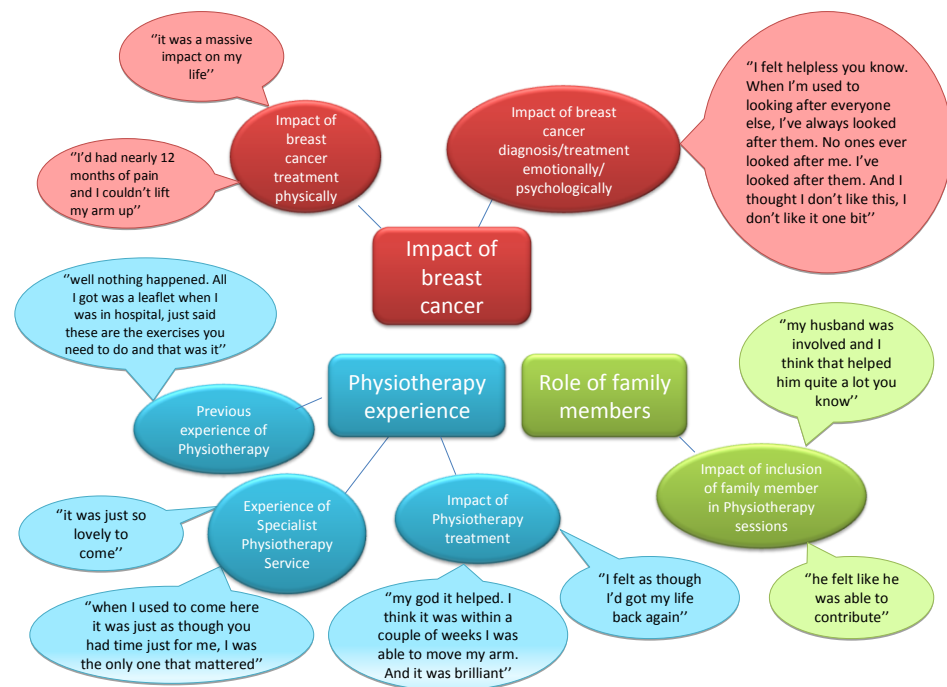 ‘’it was a massive
impact on my
life’’
Impact of
breast
cancer
treatment
physically
‘’I’d had nearly 12
months of pain
and I couldn’t lift
my arm up’’
Impact of breast
cancer
diagnosis/treatment
emotionally/
psychologically
‘’I felt helpless you know.
When I’m used to
looking after everyone
else, I’ve always looked
after them. No ones ever
looked after me. I’ve
looked after them. And I
thought I don’t like this, I
don’t like it one bit’’
Impact of
breast
cancer
‘’well nothing happened. All
I got was a leaflet when I
was in hospital, just said
these are the exercises you
need to do and that was it’’
Previous
experience of
Physiotherapy
Physiotherapy
experience
Role of family
members
‘’my husband was
involved and I
think that helped
him quite a lot you
know’’
Impact of inclusion
of family member
in Physiotherapy
sessions
‘’he felt like he
was able to
contribute’’
‘’it was just so
lovely to
come’’
Experience of
Specialist
Physiotherapy
Service
‘’when I used to come here
it was just as though you
had time just for me, I was
the only one that mattered’’
Impact of
Physiotherapy
treatment
‘’my god it helped. I
think it was within a
couple of weeks I was
able to move my arm.
And it was brilliant’’
‘’I felt as though
I’d got my life
back again’’